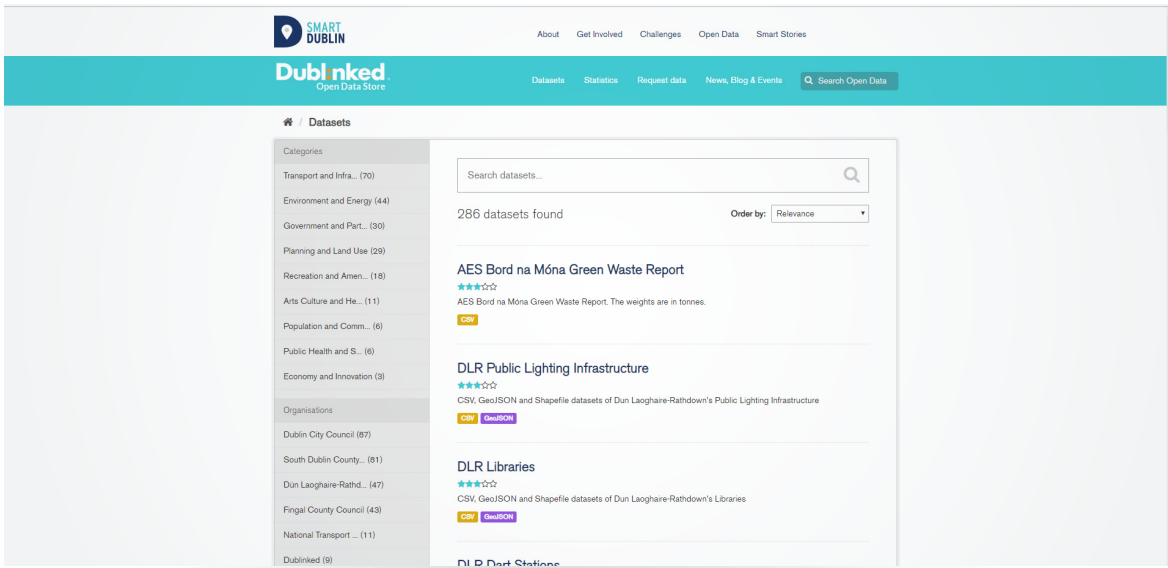 SMART
DUBLIN
About Get Involved Challenges Open Data Smart Stories
Dublinked
Open Data Store
Datasets Statistics Request data News, Blog & Events Search Open Data
/ Datasets
Categories
Transport and Infra... (70)
Environment and Energy (44)
Government and Part... (30)
Planning and Land Use (29)
Recreation and Amen... (18)
Arts Culture and He... (11)
Population and Comm... (6)
Public Health and S... (6)
Economy and Innovation (3)
Organisations
Dublin City Council (87)
South Dublin County... (81)
Dún Laoghaire-Rathd... (47)
Fingal County Council (43)
National Transport ... (11)
Dublinked (9)
Search datasets...
286 datasets found
Order by: Relevance
AES Bord na Móna Green Waste Report
AES Bord na Móna Green Waste Report. The weights are in tonnes.
CSV
DLR Public Lighting Infrastructure
CSV, GeoJSON and Shapefile datasets of Dun Laoghaire-Rathdown's Public Lighting Infrastructure
CSV GeoJSON
DLR Libraries
CSV, GeoJSON and Shapefile datasets of Dun Laoghaire-Rathdown's Libraries
CSV GeoJSON
DLR Dart Stations